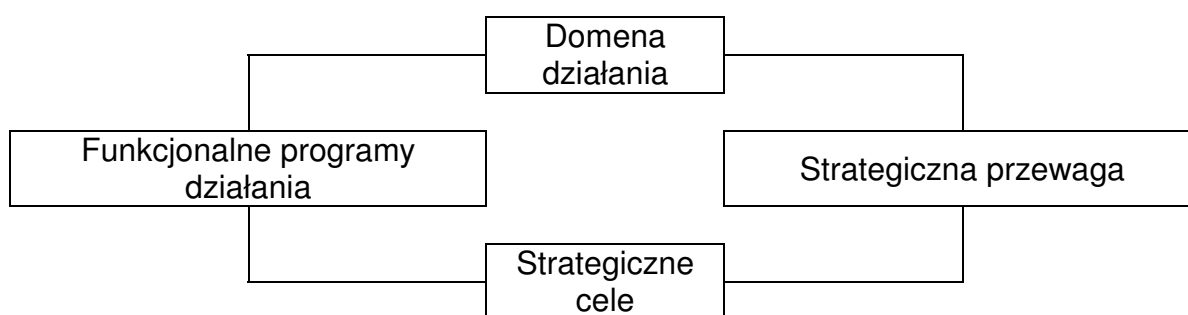 Domena
działania
Funkcjonalne programy
działania
Strategiczna przewaga
Strategiczne
cele